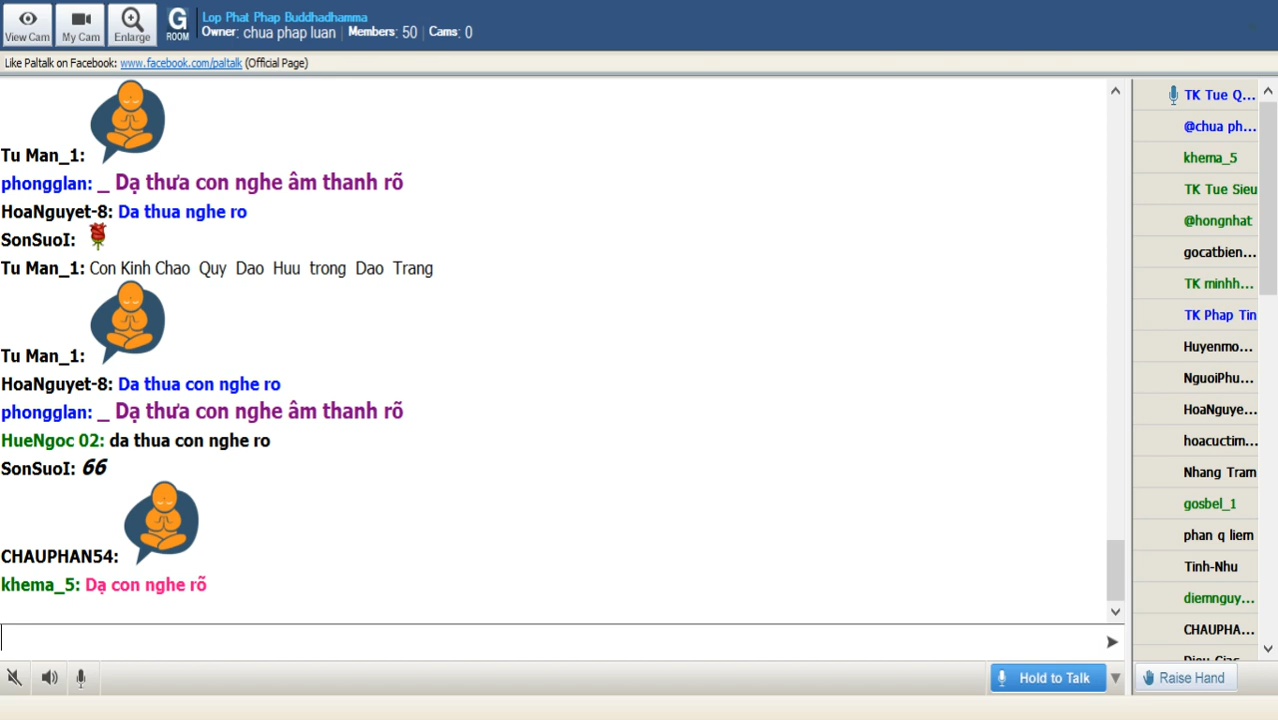 View Cam
My Cam
Enlarge
G
ROOM
Lop Phat Phap Buddhadhamma
Owner: chua phap luan | Members: 50 | Cams: 0
Like Paltalk on Facebook: www.facebook.com/paltalk (Official Page)
Tu Man_1:
phongglan: _ Dạ thưa con nghe âm thanh rõ
HoaNguyet-8: Da thua nghe ro
SonSuoI:
Tu Man_1: Con Kinh Chao Quy Dao Huu trong Dao Trang
Tu Man_1:
HoaNguyet-8: Da thua con nghe ro
phongglan: _ Dạ thưa con nghe âm thanh rõ
HueNgoc 02: da thua con nghe ro
SonSuoI: 66
CHAUPHAN54:
khema_5: Dạ con nghe rõ
TK Tue Q...
@chua ph...
khema_5
TK Tue Sieu
@hongnhat
gocatbien...
TK minhh...
TK Phap Tin
Huyenmo...
NguoiPhu...
HoaNguye...
hoacuctim...
Nhang Tram
gosbel_1
phan q liem
Tinh-Nhu
diemnguy...
CHAUPHA...
Dieu Giac
Hold to Talk
Raise Hand